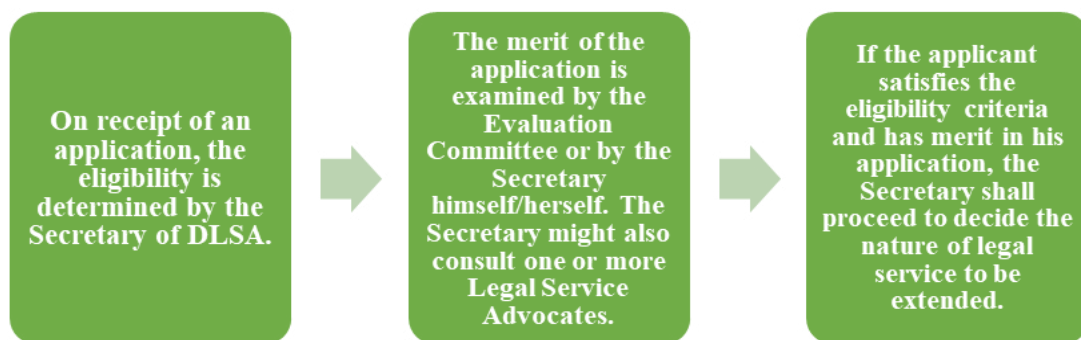 On receipt of an
application, the
eligibility is
determined by the
Secretary of DLSA.
The merit of the
application is
examined by the
Evaluation
Committee or by the
Secretary
himself/herself. The
Secretary might also
consult one or more
Legal Service
Advocates.
If the applicant
satisfies the
eligibility criteria
and has merit in his
application, the
Secretary shall
proceed to decide the
nature of legal
service to be
extended.